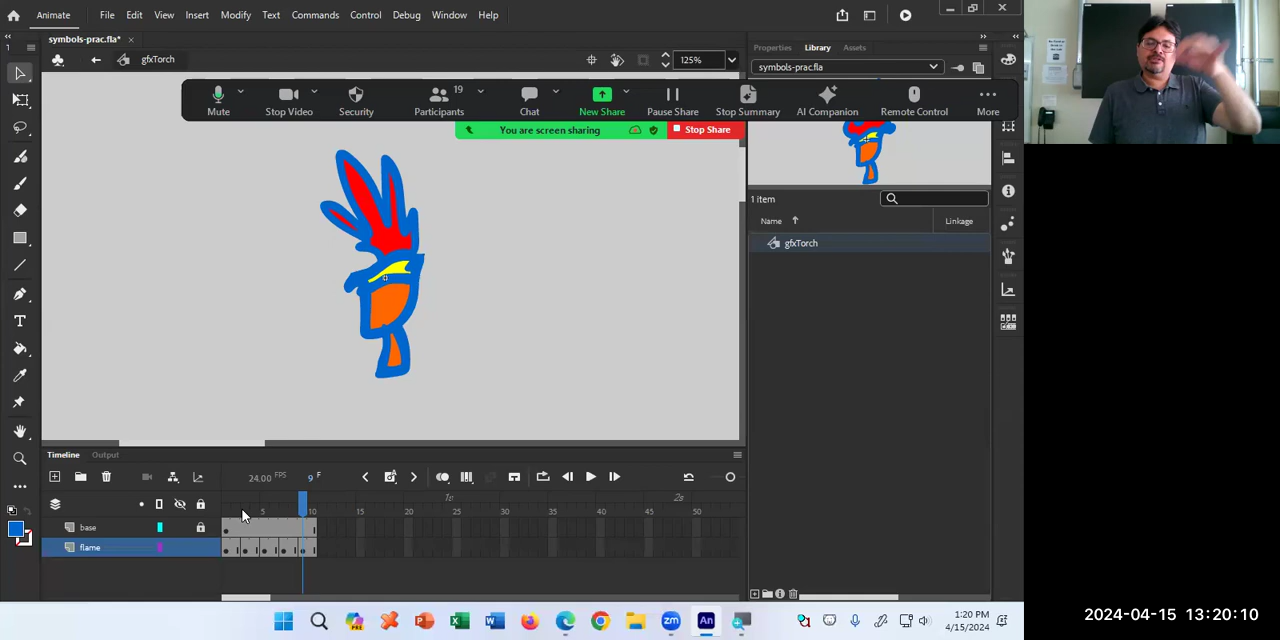 Animate File Edit View Insert Modify Text Commands Control Debug Window Help
symbols-prac.fla* ×
gfxTorch 125%
Properties Library Assets
symbols-prac.fla
Mute Stop Video Security Participants 19 Chat New Share Pause Share Stop Summary AI Companion Remote Control More
You are screen sharing Stop Share
1 item
Name Linkage
gfxTorch
Timeline Output
24.00 FPS 9 F
1s 2s
5 10 15 20 25 30 35 40 45 50
base
flame
1:20 PM
4/15/2024
2024-04-15 13:20:10